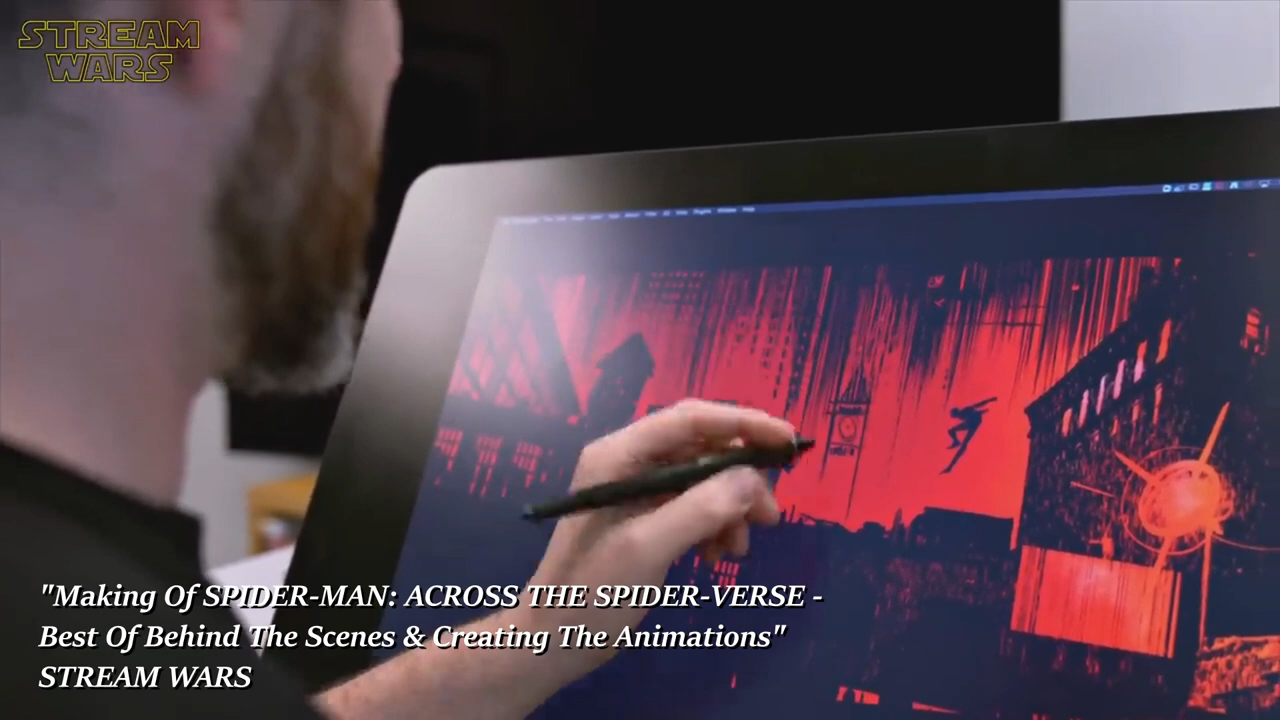 STREAM
WARS
"Making Of SPIDER-MAN: ACROSS THE SPIDER-VERSE -
Best Of Behind The Scenes & Creating The Animations"
STREAM WARS